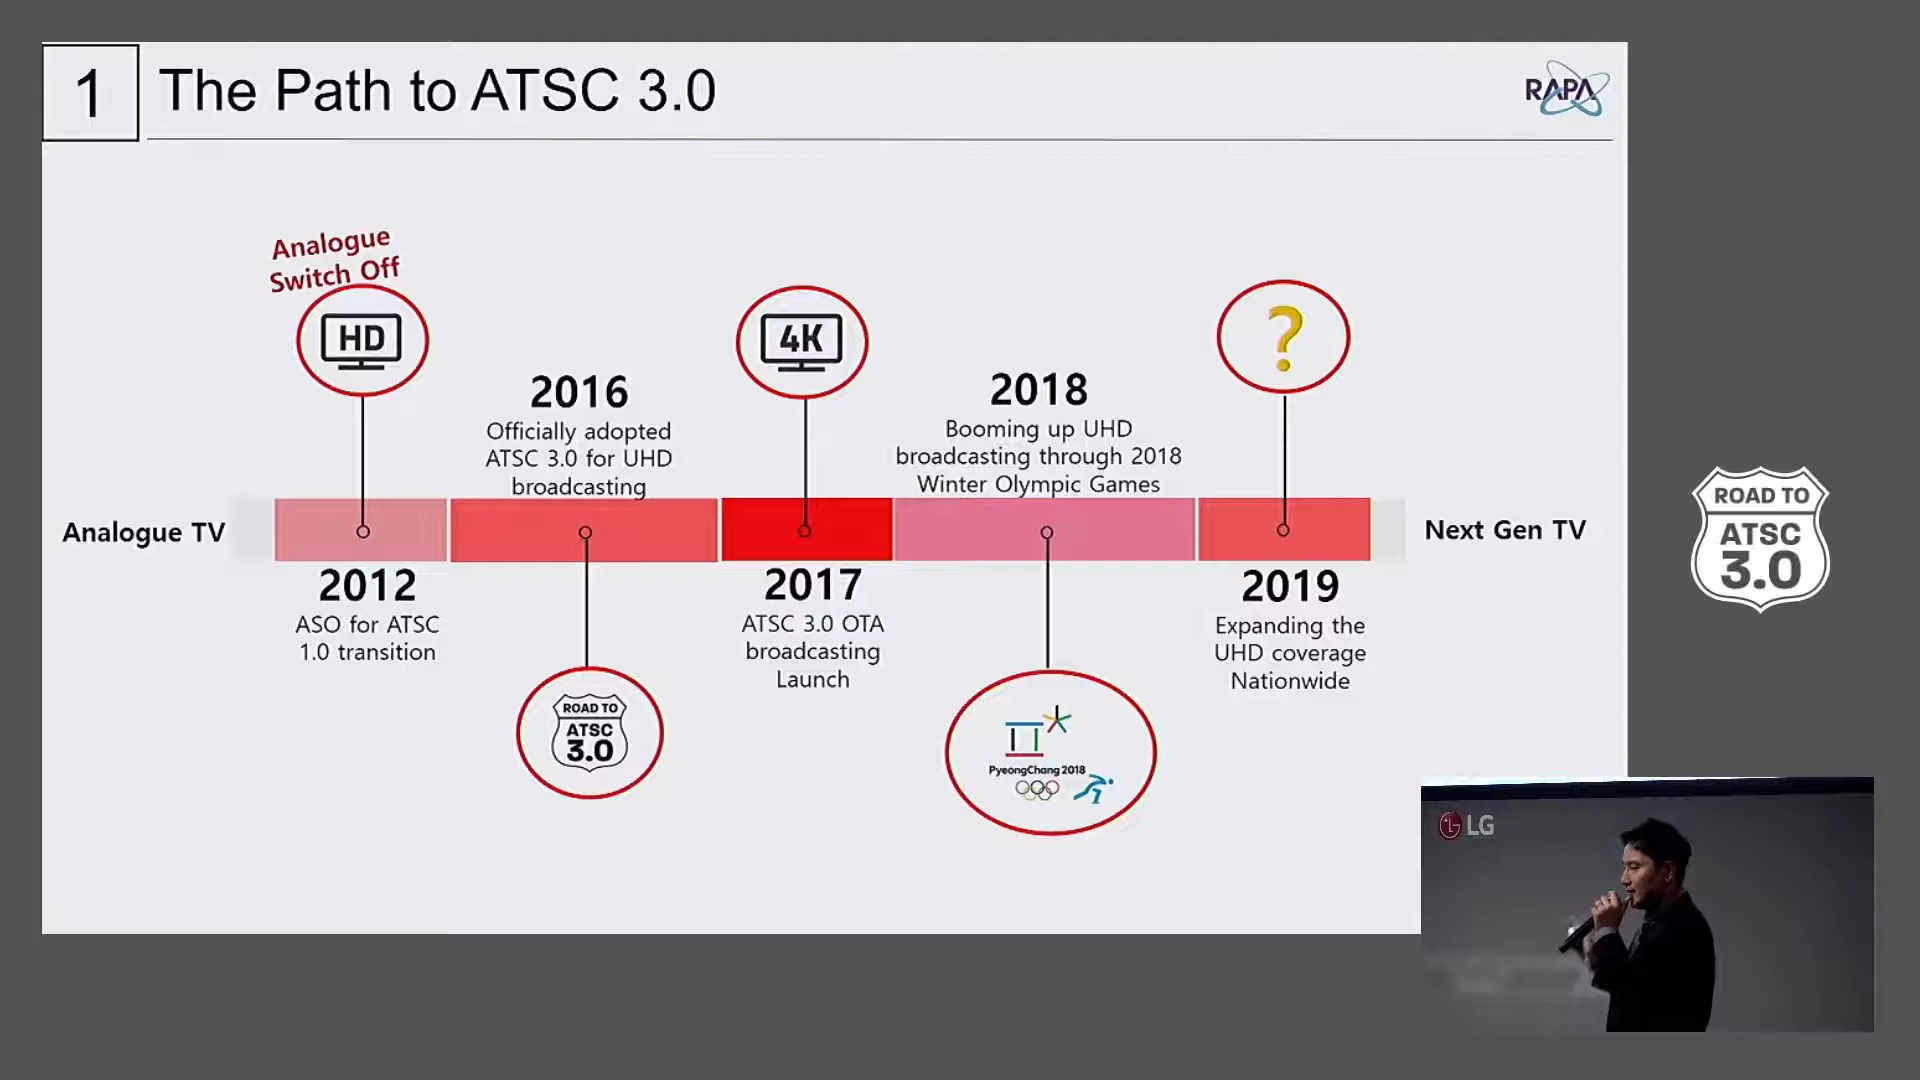 1
The Path to ATSC 3.0
RAPA
Analogue
Switch Off
HD
4K
?
2016
Officially adopted
ATSC 3.0 for UHD
broadcasting
2018
Booming up UHD
broadcasting through 2018
Winter Olympic Games
Analogue TV
Next Gen TV
2012
ASO for ATSC
1.0 transition
2017
ATSC 3.0 OTA
broadcasting
Launch
2019
Expanding the
UHD coverage
Nationwide
ROAD TO
ATSC
3.0
PyeongChang 2018
ROAD TO
ATSC
3.0
LG